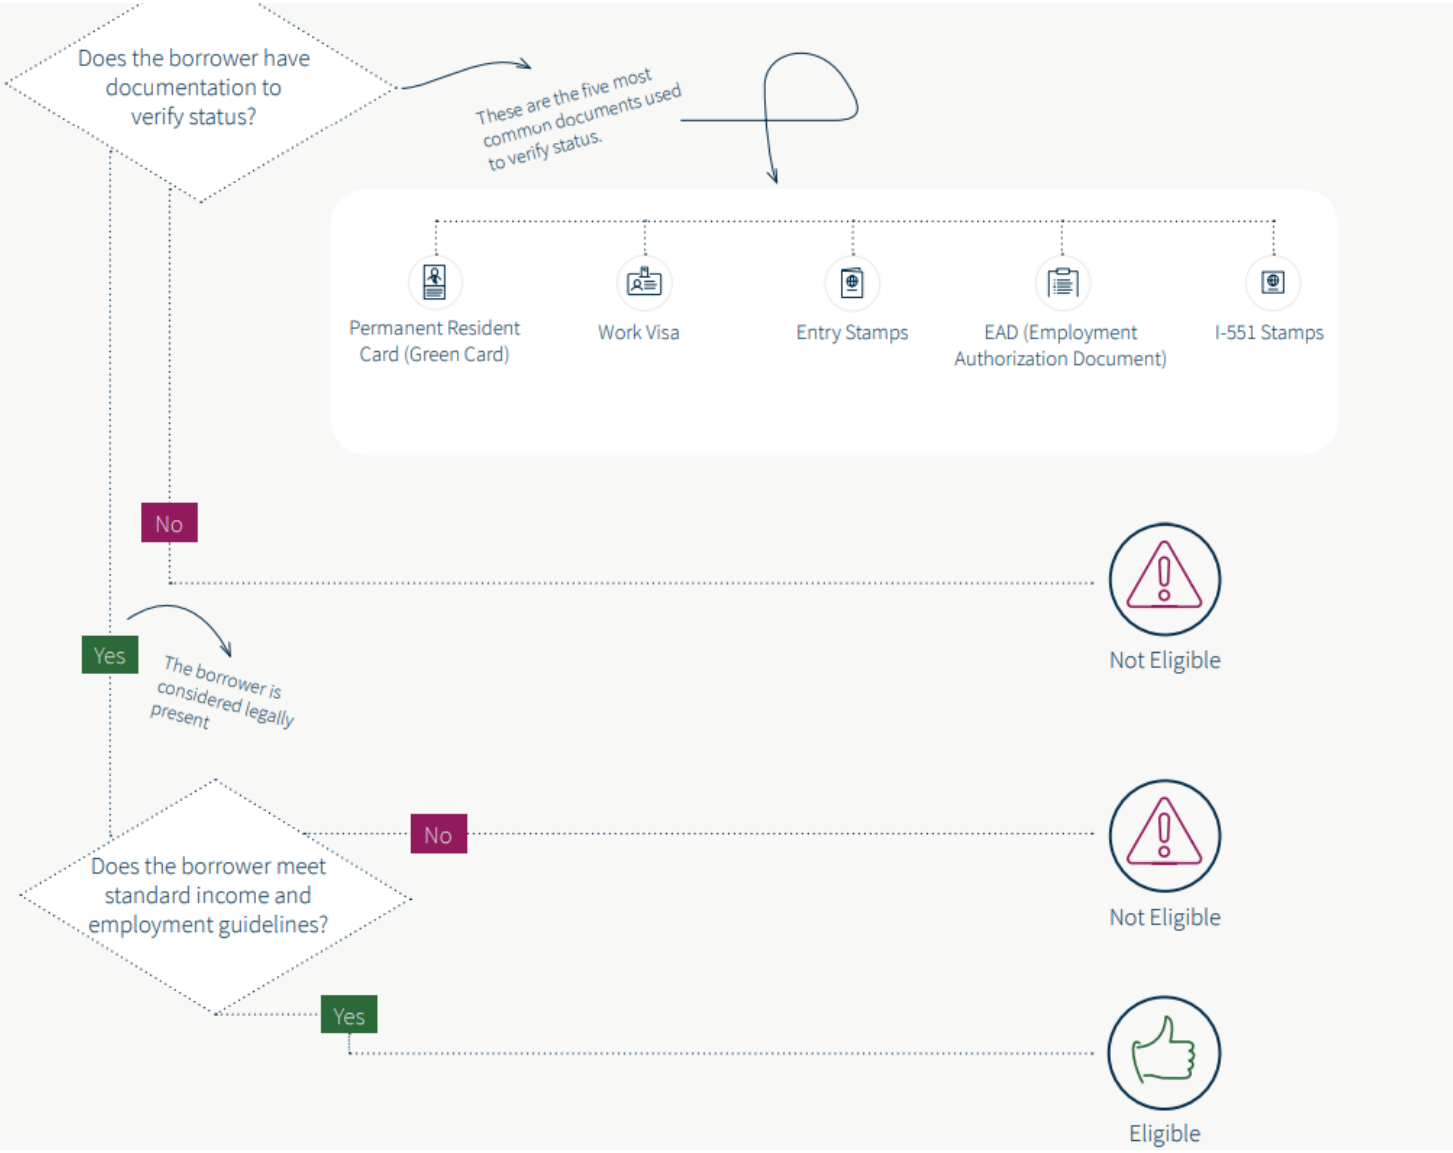 Does the borrower have
documentation to
verify status?
These are the five most
common documents used
to verify status.
Permanent Resident
Card (Green Card)
Work Visa
Entry Stamps
EAD (Employment
Authorization Document)
I-551 Stamps
No
Not Eligible
Yes
The borrower is
considered legally
present
Does the borrower meet
standard income and
employment guidelines?
No
Not Eligible
Yes
Eligible